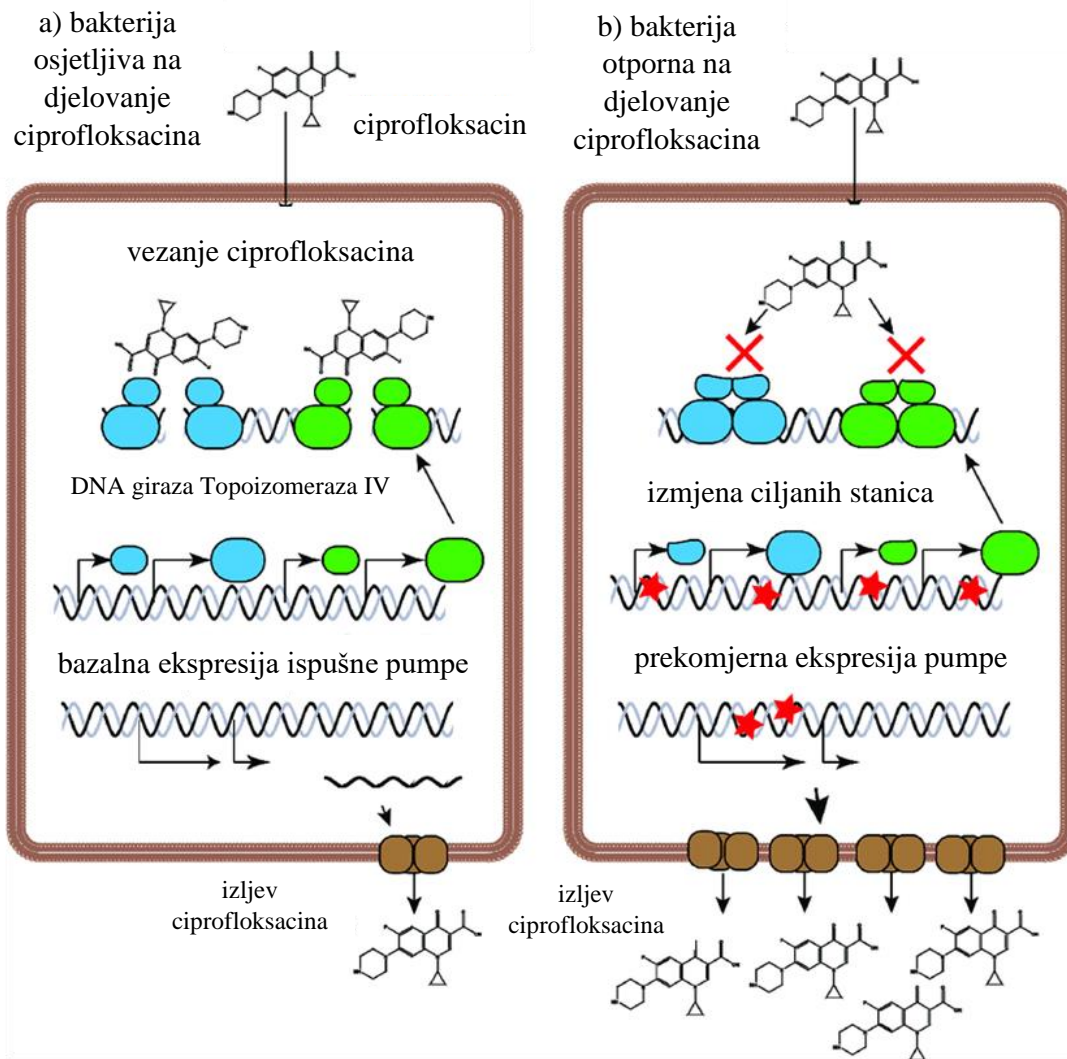 a) bakterija
osjetljiva na
djelovanje
ciprofloksacina
ciprofloksacin
vezanje ciprofloksacina
DNA giraza Topoizomeraza IV
bazalna ekspresija ispušne pumpe
izljev
ciprofloksacina
b) bakterija
otporna na
djelovanje
ciprofloksacina
izmjena ciljanih stanica
prekomjerna ekspresija pumpe
izljev
ciprofloksacina